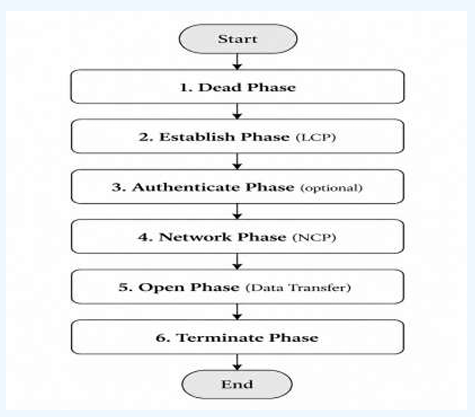 Start
1. Dead Phase
2. Establish Phase (LCP)
3. Authenticate Phase (optional)
4. Network Phase (NCP)
5. Open Phase (Data Transfer)
6. Terminate Phase
End